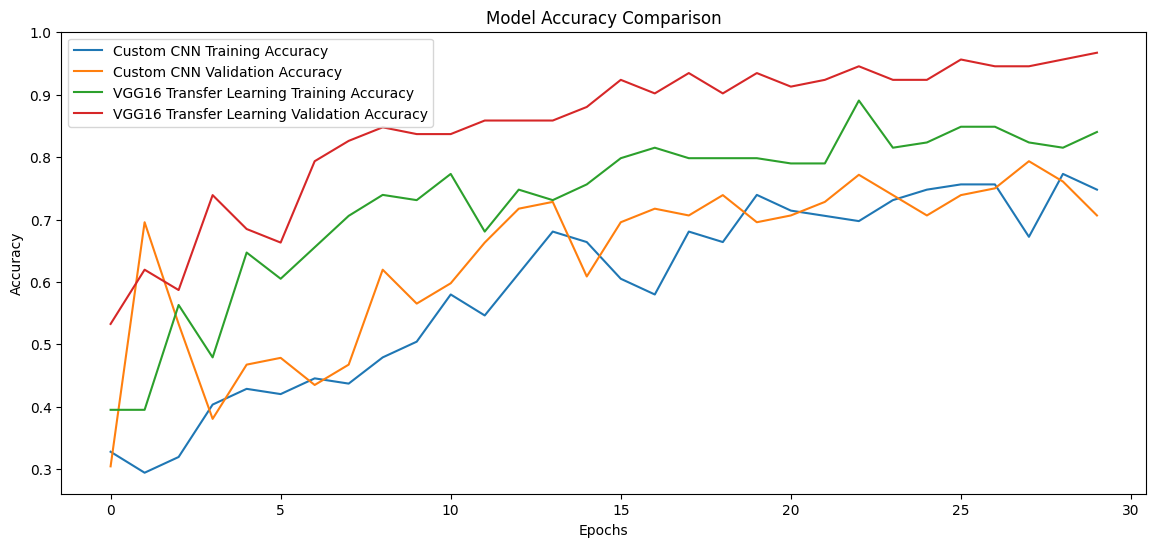 Model Accuracy Comparison
Custom CNN Training Accuracy
Custom CNN Validation Accuracy
VGG16 Transfer Learning Training Accuracy
VGG16 Transfer Learning Validation Accuracy
1.0
0.9
0.8
0.7
0.6
0.5
0.4
0.3
Accuracy
0 5 10 15 20 25 30
Epochs